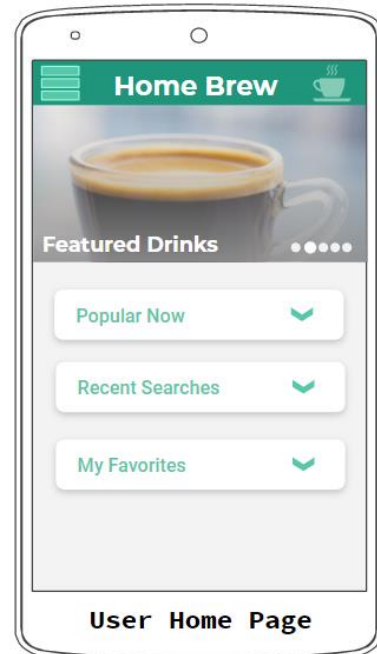 Home Brew
Featured Drinks
Popular Now
Recent Searches
My Favorites
User Home Page